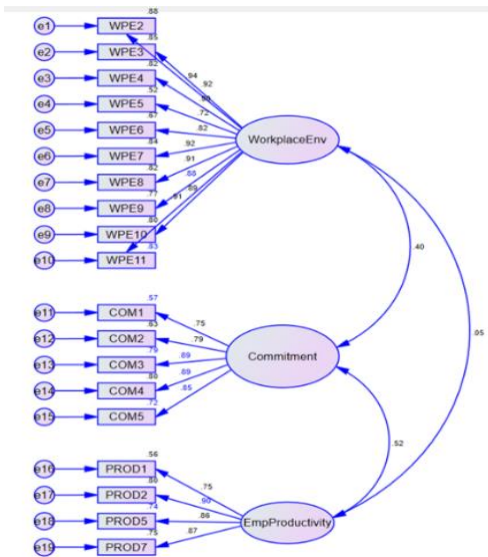 .88
e1 WPE2
.85
e2 WPE3
.82
e3 WPE4
.52
e4 WPE5
.67
e5 WPE6
.84
e6 WPE7
.82
e7 WPE8
.77
e8 WPE9
.80
e9 WPE10
.83
e10 WPE11
.94
.92
.72
.82
.92
.91
.88
.89
.91
WorkplaceEnv
.40
.05
.57
e11 COM1
.63
e12 COM2
.79
e13 COM3
.80
e14 COM4
.72
e15 COM5
.75
.79
.89
.89
.85
Commitment
.52
.56
e16 PROD1
.80
e17 PROD2
.74
e18 PROD5
.75
e19 PROD7
.75
.90
.86
.87
EmpProductivity